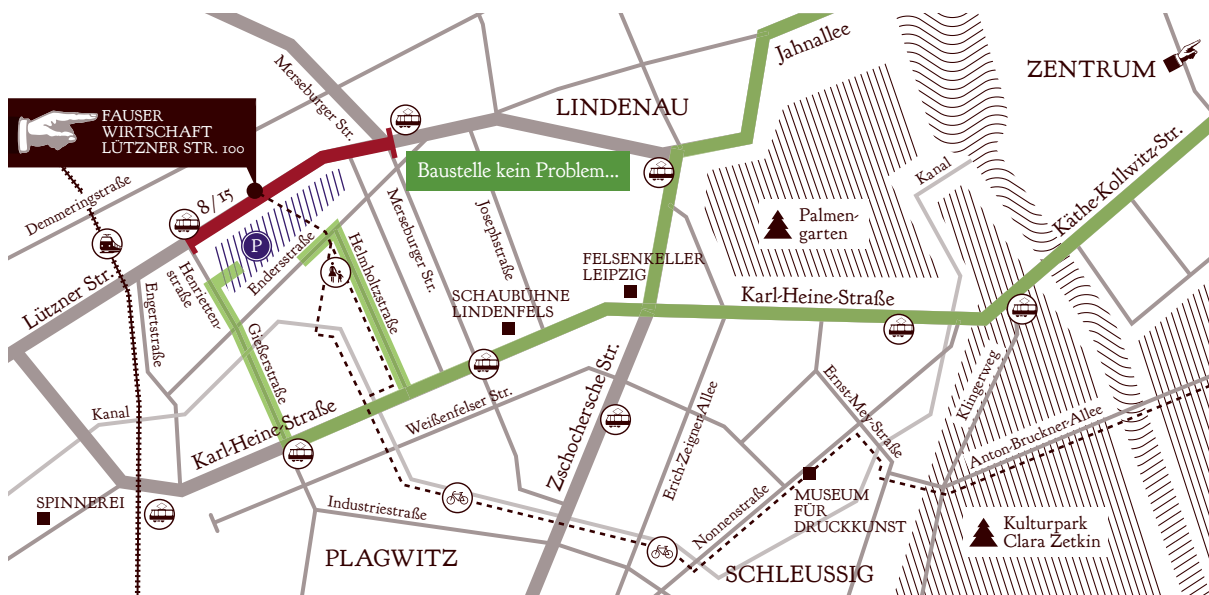 Jahnallee
ZENTRUM
Merseburger Str.
LINDENAU
FAUSER
WIRTSCHAFT
LÜTZNER STR. 100
Baustelle kein Problem...
Kanal
Käthe-Kollwitz-Str.
Demmeringstraße
8/15
P
Endersstraße
Helmholtzstraße
Merseburger Str.
Josephstraße
Palmen-
garten
Lützner Str.
Henrietten-
straße
Engertstraße
Gießerstraße
FELSENKELLER
LEIPZIG
SCHAUBÜHNE
LINDENFELS
Karl-Heine-Straße
Kanal
Karl-Heine-Straße
Weißenfelser Str.
Zschochersche Str.
Erich-Zeigner-Allee
Ernst-Mey-Straße
Klingerweg
Anton-Bruckner-Allee
SPINNEREI
Industriestraße
Nonnenstraße
MUSEUM
FÜR
DRUCKKUNST
Kulturpark
Clara Zetkin
PLAGWITZ
SCHLEUSSIG